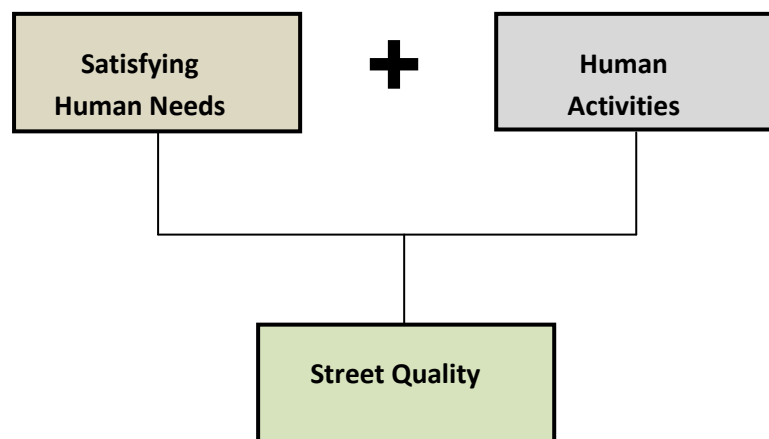 Satisfying
Human Needs
+
Human
Activities
Street Quality